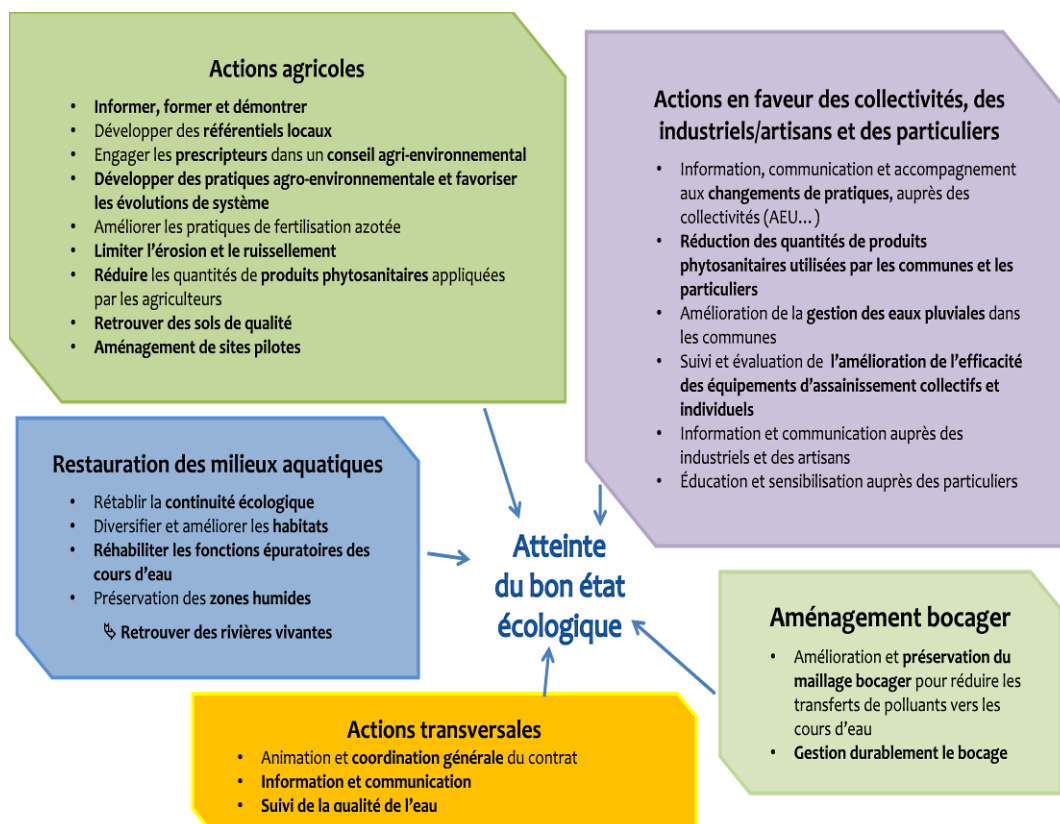 Actions agricoles
• Informer, former et démontrer
• Développer des référentiels locaux
• Engager les prescripteurs dans un conseil agri-environnemental
• Développer des pratiques agro-environnementale et favoriser
les évolutions de système
• Améliorer les pratiques de fertilisation azotée
• Limiter l'érosion et le ruissellement
• Réduire les quantités de produits phytosanitaires appliquées
par les agriculteurs
• Retrouver des sols de qualité
• Aménagement de sites pilotes
Actions en faveur des collectivités, des
industriels/artisans et des particuliers
• Information, communication et accompagnement
aux changements de pratiques, auprès des
collectivités (AEU...)
• Réduction des quantités de produits
phytosanitaires utilisées par les communes et les
particuliers
• Amélioration de la gestion des eaux pluviales dans
les communes
• Suivi et évaluation de l'amélioration de l'efficacité
des équipements d'assainissement collectifs et
individuels
• Information et communication auprès des
industriels et des artisans
• Éducation et sensibilisation auprès des particuliers
Restauration des milieux aquatiques
• Rétablir la continuité écologique
• Diversifier et améliorer les habitats
• Réhabiliter les fonctions épuratoires des
cours d'eau
• Préservation des zones humides
↳ Retrouver des rivières vivantes
Atteinte
du bon état
écologique
Aménagement bocager
• Amélioration et préservation du
maillage bocager pour réduire les
transferts de polluants vers les
cours d'eau
• Gestion durablement le bocage
Actions transversales
• Animation et coordination générale du contrat
• Information et communication
• Suivi de la qualité de l'eau